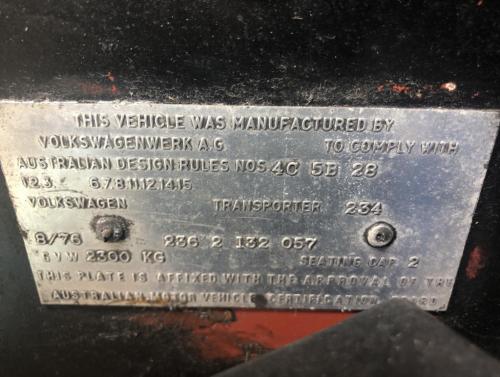 THIS VEHICLE WAS MANUFACTURED BY
VOLKSWAGENWERK A.G. TO COMPLY WITH
AUSTRALIAN DESIGN RULES NOS 4C 5B 28
1.2.3. 6.7.8.11.12.14.15.
VOLKSWAGEN TRANSPORTER 234
8/76 236 2 132 057
GVW 2300 KG SEATING CAP 2
THIS PLATE IS AFFIXED WITH THE APPROVAL OF THE
AUSTRALIAN MOTOR VEHICLE CERTIFICATION BOARD